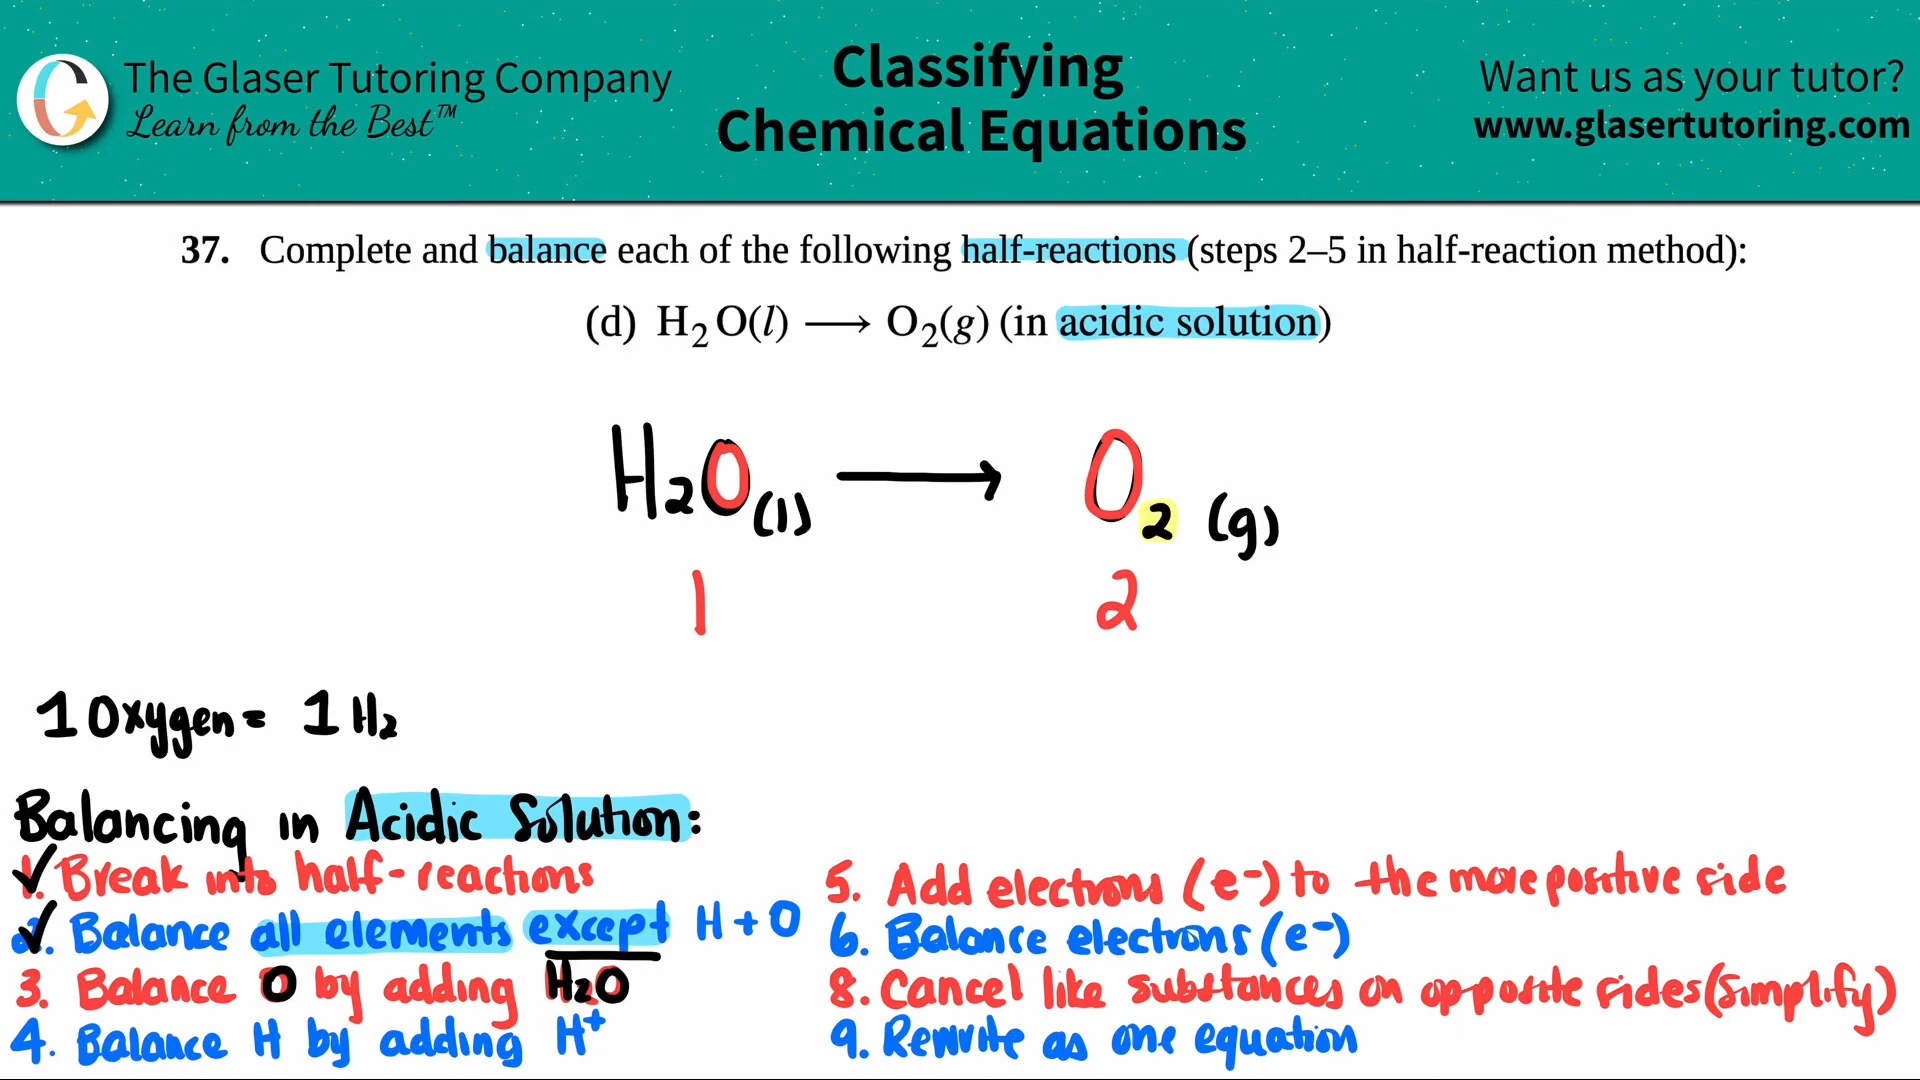 The Glaser Tutoring Company
Learn from the Best™
Classifying
Chemical Equations
Want us as your tutor?
www.glasertutoring.com
37. Complete and balance each of the following half-reactions (steps 2–5 in half-reaction method):
(d) H₂O(l) ⟶ O₂(g) (in acidic solution)
H₂O(l) ⟶ O₂(g)
1 2
1 Oxygen = 1 H₂
Balancing in Acidic Solution:
1. Break into half-reactions
2. Balance all elements except H + O
3. Balance O by adding H₂O
4. Balance H by adding H⁺
5. Add electrons (e⁻) to the more positive side
6. Balance electrons (e⁻)
8. Cancel like substances on opposite sides (simplify)
9. Rewrite as one equation